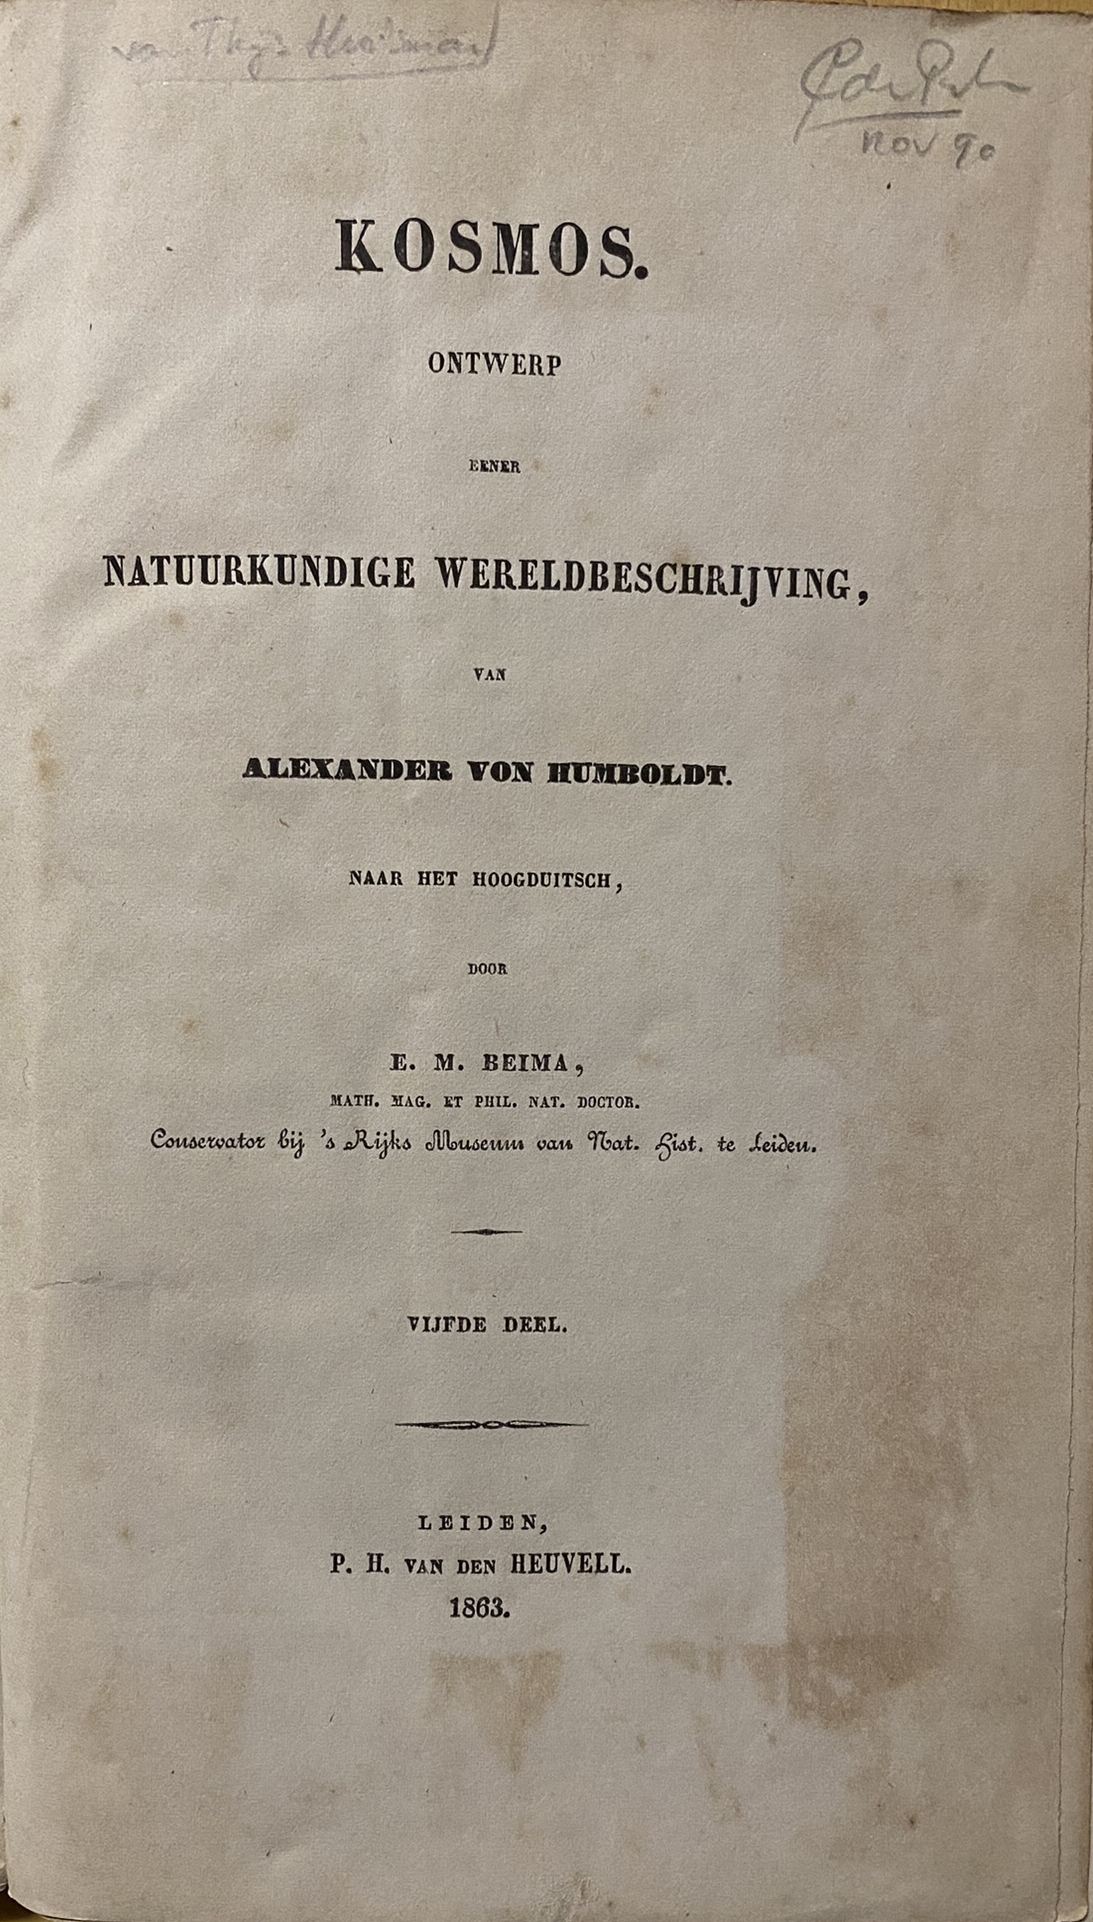 van
nov 90
KOSMOS.
ONTWERP
EENER
NATUURKUNDIGE WERELDBESCHRIJVING,
VAN
ALEXANDER VON HUMBOLDT.
NAAR HET HOOGDUITSCH,
DOOR
E. M. BEIMA,
MATH. MAG. ET PHIL. NAT. DOCTOR.
Conservator bij 's Rijks Museum van Nat. Hist. te Leiden.
VIJFDE DEEL.
LEIDEN,
P. H. VAN DEN HEUVELL.
1863.